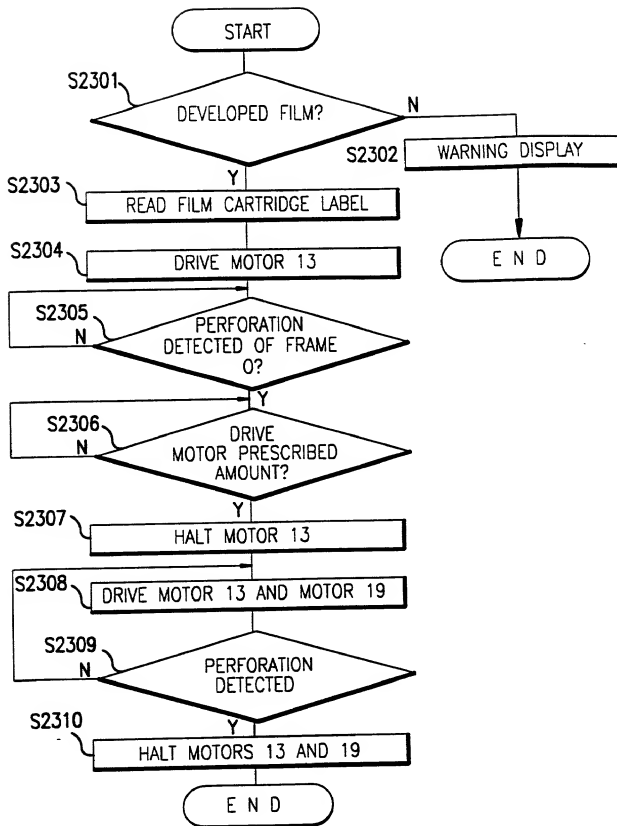 START
S2301
DEVELOPED FILM?
N
S2302
WARNING DISPLAY
Y
S2303
READ FILM CARTRIDGE LABEL
END
S2304
DRIVE MOTOR 13
S2305
PERFORATION
DETECTED OF FRAME
0?
N
Y
S2306
DRIVE
MOTOR PRESCRIBED
AMOUNT?
N
Y
S2307
HALT MOTOR 13
S2308
DRIVE MOTOR 13 AND MOTOR 19
S2309
PERFORATION
DETECTED
N
Y
S2310
HALT MOTORS 13 AND 19
END